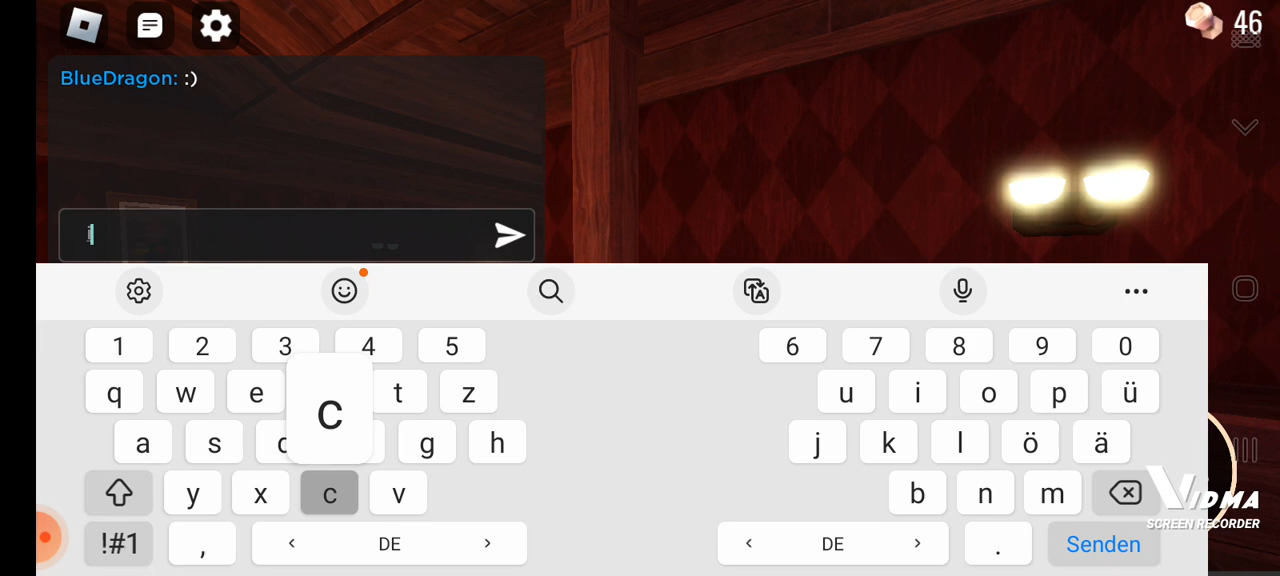 46
BlueDragon: :)
i
1 2 3 4 5 6 7 8 9 0
q w e t z u i o p ü
c
a s d g h j k l ö ä
y x c v b n m
!#1 , < DE > < DE > . Senden
VIDMA
SCREEN RECORDER